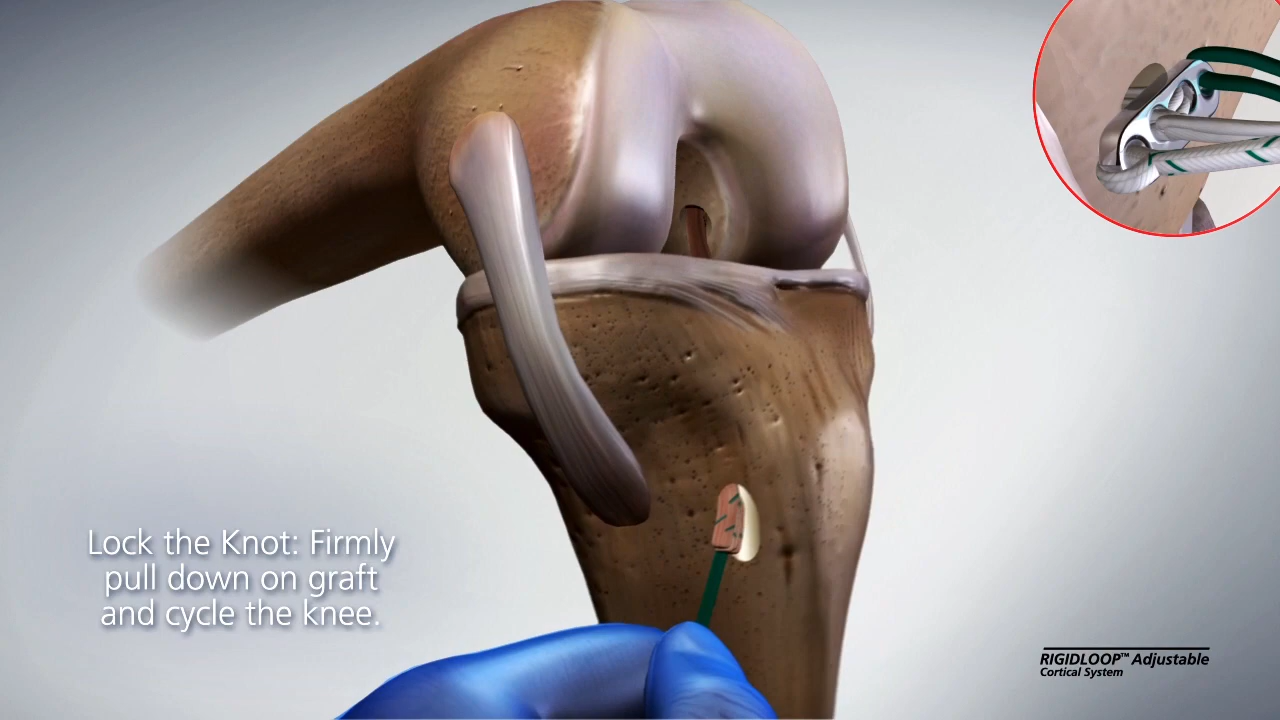 Lock the Knot: Firmly
pull down on graft
and cycle the knee.
RIGIDLOOP™ Adjustable
Cortical System